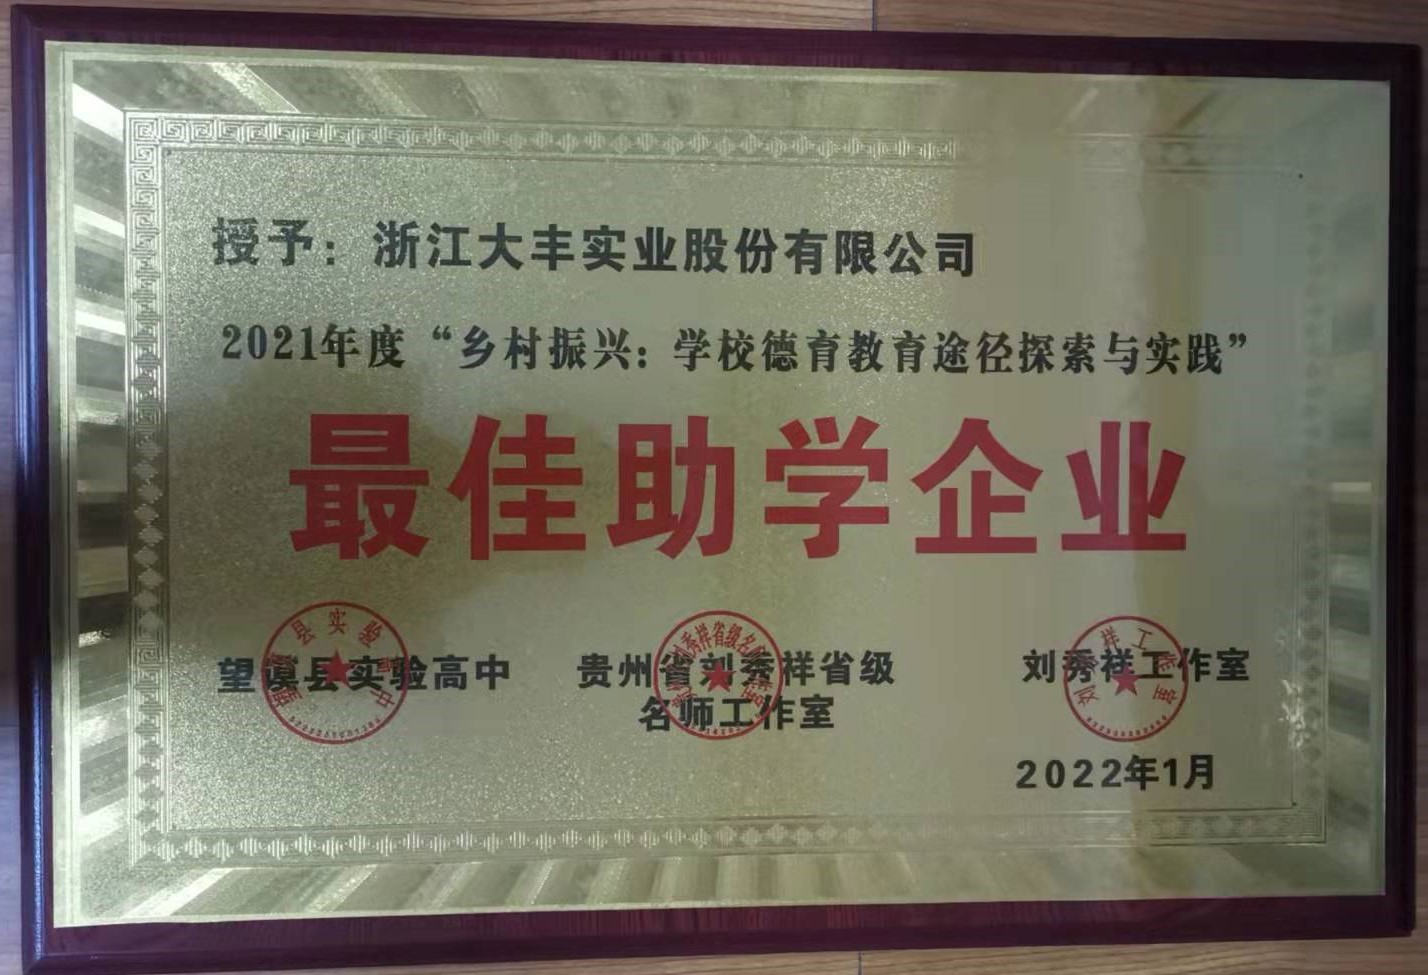 授予：浙江大丰实业股份有限公司
2021年度“乡村振兴：学校德育教育途径探索与实践”
最佳助学企业
望谟县实验高中
贵州省刘秀祥省级
名师工作室
刘秀祥工作室
2022年1月